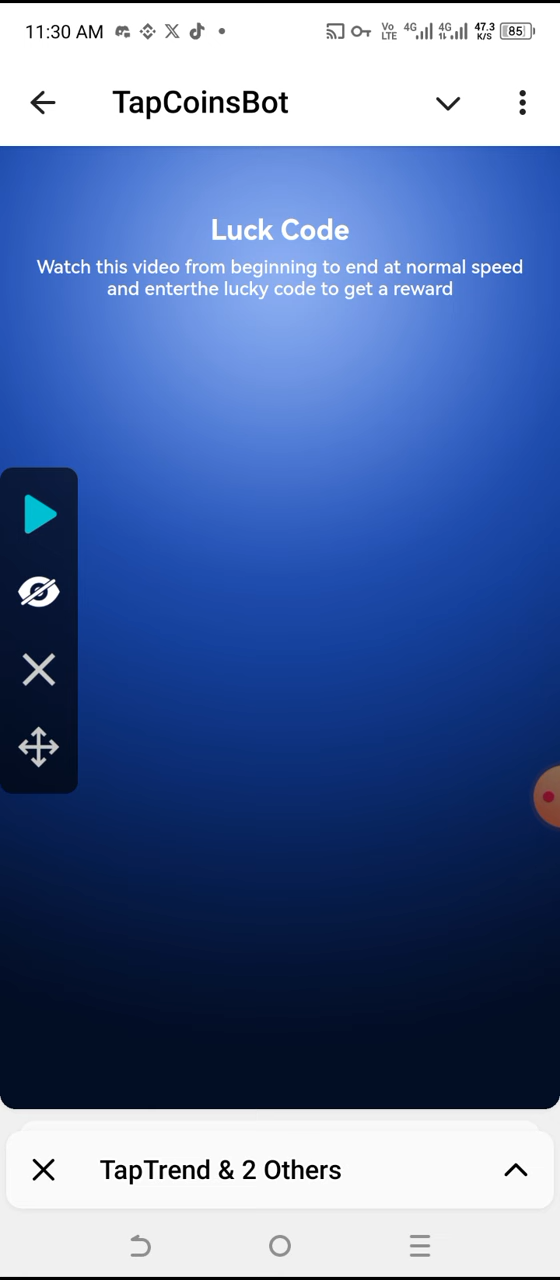 11:30 AM Vo LTE 4G 4G 47.3 K/S 85
TapCoinsBot
Luck Code
Watch this video from beginning to end at normal speed
and enterthe lucky code to get a reward
TapTrend & 2 Others